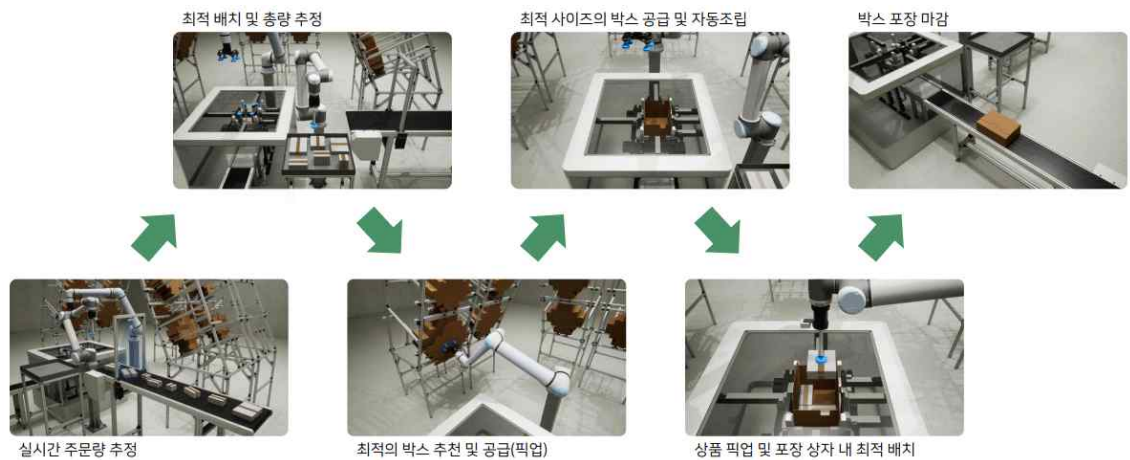 최적 배치 및 총량 추정
최적 사이즈의 박스 공급 및 자동조립
박스 포장 마감
실시간 주문량 추정
최적의 박스 추천 및 공급(픽업)
상품 픽업 및 포장 상자 내 최적 배치